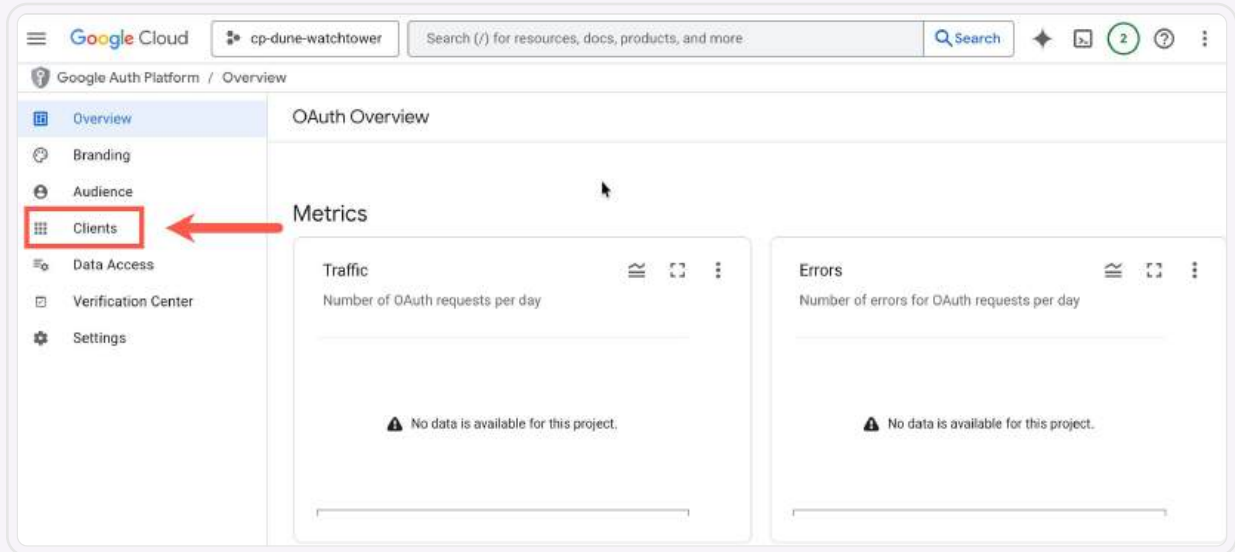 Google Cloud cp-dune-watchtower Search (/) for resources, docs, products, and more Search 2
Google Auth Platform / Overview
Overview
Branding
Audience
Clients
Data Access
Verification Center
Settings
OAuth Overview
Metrics
Traffic
Number of OAuth requests per day
No data is available for this project.
Errors
Number of errors for OAuth requests per day
No data is available for this project.